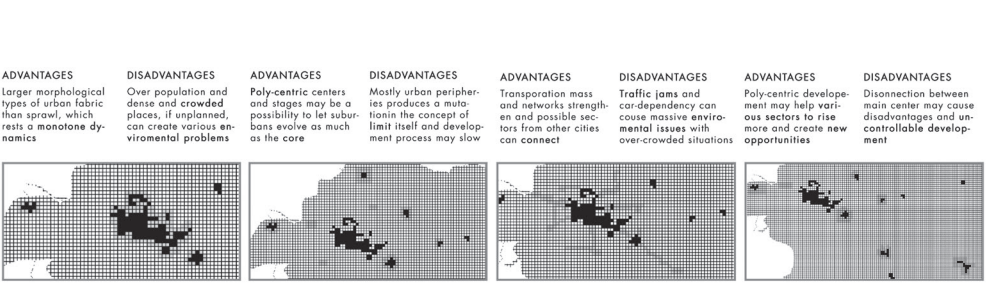 ADVANTAGES
Larger morphological
types of urban fabric
than sprawl, which
rests a monotone dy-
namics
DISADVANTAGES
Over population and
dense and crowded
places, if unplanned,
can create various en-
viromental problems
ADVANTAGES
Poly-centric centers
and stages may be a
possibility to let subur-
bans evolve as much
as the core
DISADVANTAGES
Mostly urban peripher-
ies produces a muta-
tionin the concept of
limit itself and develop-
ment process may slow
ADVANTAGES
Transporation mass
and networks strength-
en and possible sec-
tors from other cities
can connect
DISADVANTAGES
Traffic jams and
car-dependency can
cause massive enviro-
mental issues with
over-crowded situations
ADVANTAGES
Poly-centric develope-
ment may help vari-
ous sectors to rise
more and create new
opportunities
DISADVANTAGES
Disonnection between
main center may cause
disadvantages and un-
controllable develop-
ment